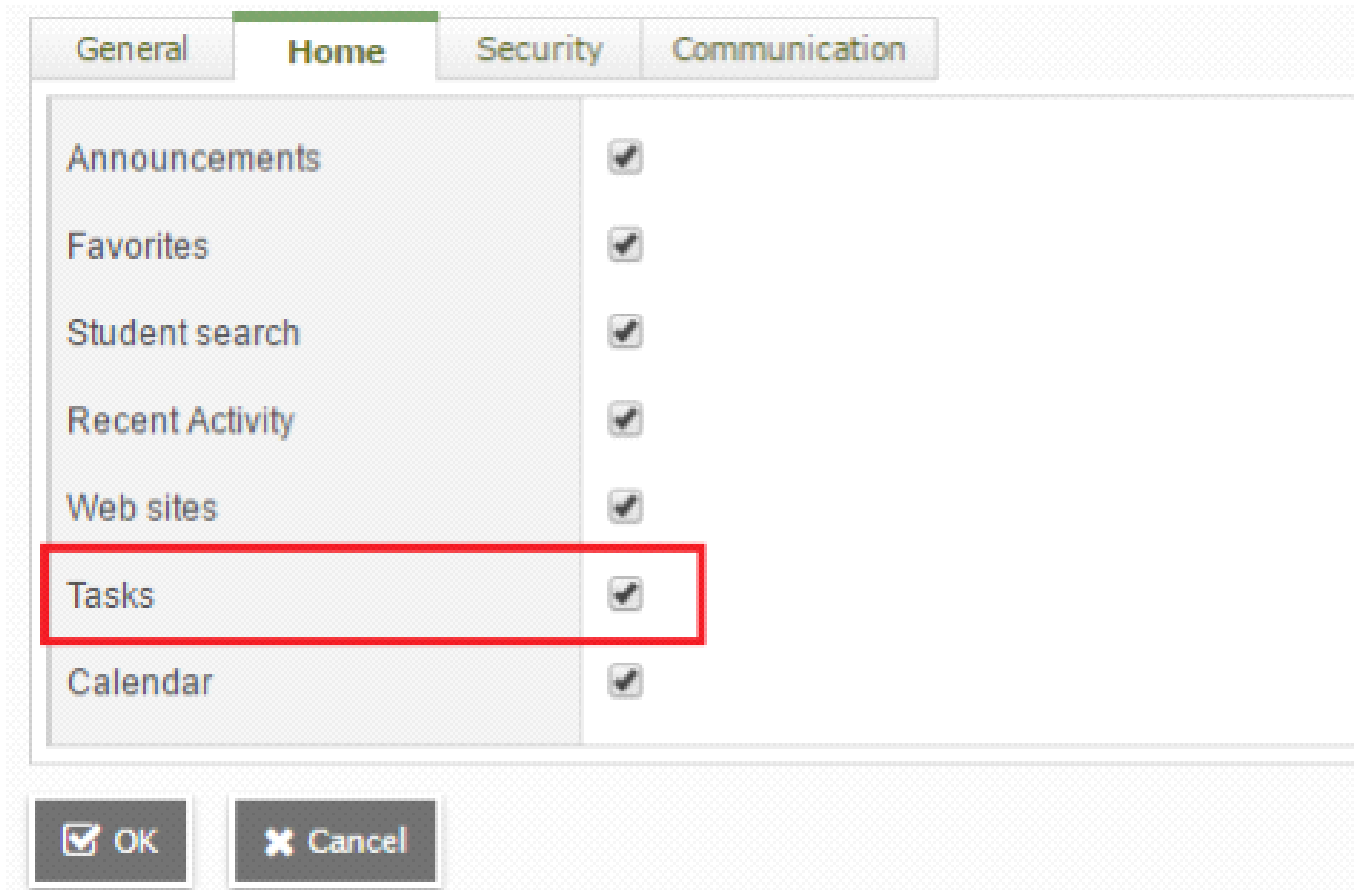 General Home Security Communication
Announcements
Favorites
Student search
Recent Activity
Web sites
Tasks
Calendar
OK Cancel